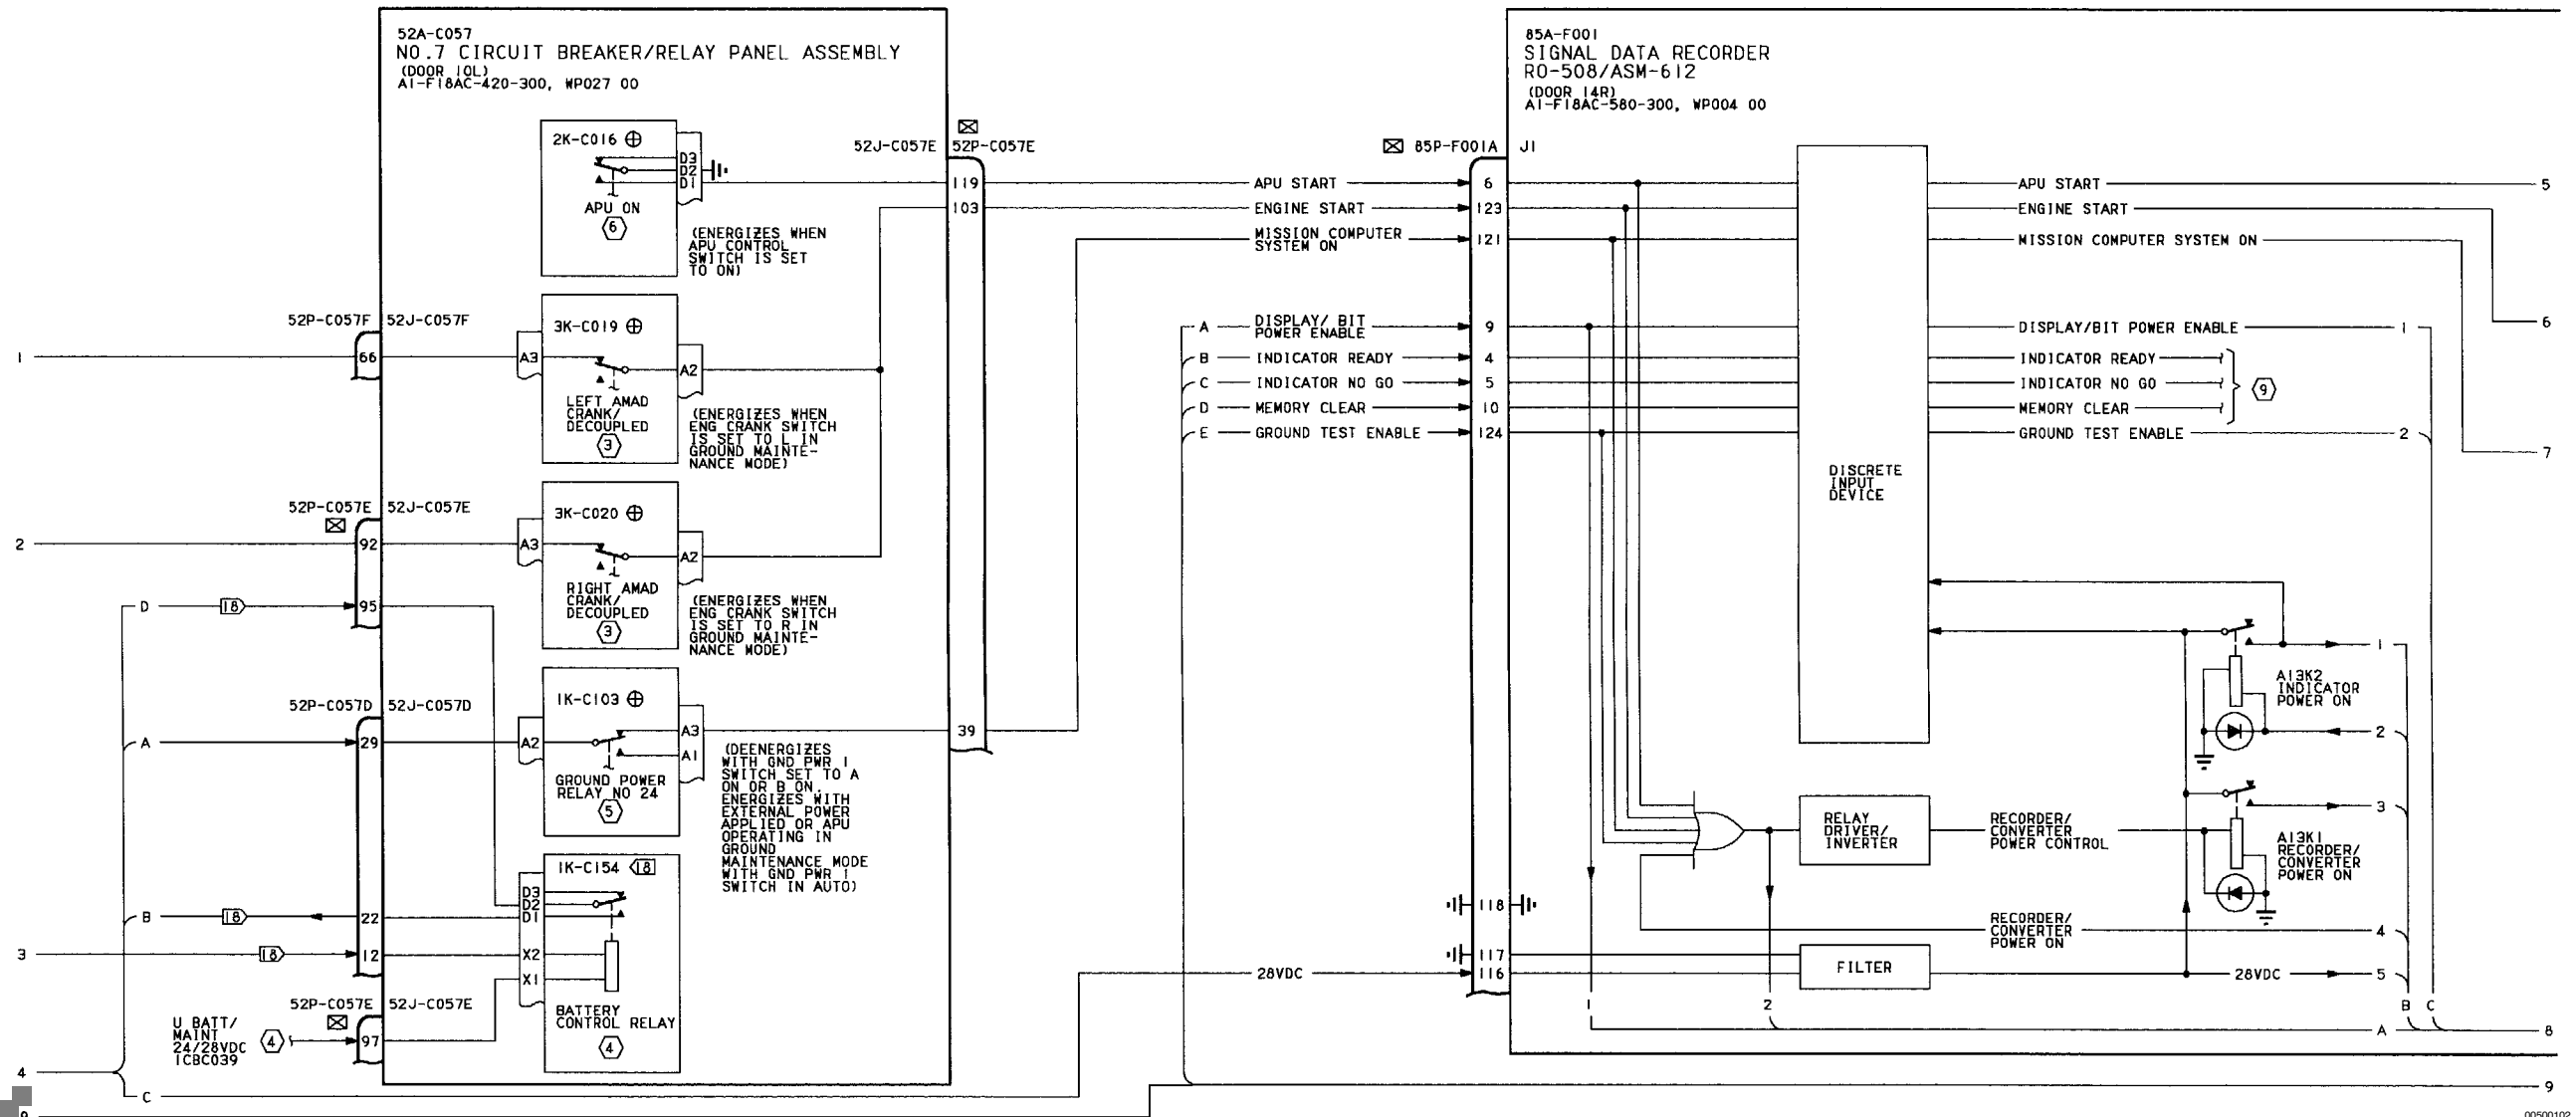 52A-C057
NO.7 CIRCUIT BREAKER/RELAY PANEL ASSEMBLY
(DOOR 10L)
A1-F18AC-420-300, WP027 00
2K-C016
D3
D2
D1
APU ON
6
(ENERGIZES WHEN
APU CONTROL
SWITCH IS SET
TO ON)
52J-C057E
52P-C057E
119
103
1
52P-C057F
52J-C057F
66
A3
3K-C019
A2
LEFT AMAD
CRANK/
DECOUPLED
3
(ENERGIZES WHEN
ENG CRANK SWITCH
IS SET TO L IN
GROUND MAINTE-
NANCE MODE)
2
52P-C057E
52J-C057E
92
A3
3K-C020
A2
RIGHT AMAD
CRANK/
DECOUPLED
3
(ENERGIZES WHEN
ENG CRANK SWITCH
IS SET TO R IN
GROUND MAINTE-
NANCE MODE)
D
18
95
52P-C057D
52J-C057D
A
29
A2
1K-C103
A3
A1
39
GROUND POWER
RELAY NO 24
5
(DEENERGIZES
WITH GND PWR 1
SWITCH SET TO A
ON OR B ON.
ENERGIZES WITH
EXTERNAL POWER
APPLIED OR APU
OPERATING IN
GROUND
MAINTENANCE MODE
WITH GND PWR 1
SWITCH IN AUTO)
1K-C154
18
D3
D2
D1
X2
X1
BATTERY
CONTROL RELAY
4
B
18
22
3
18
12
52P-C057E
52J-C057E
U BATT/
MAINT
24/28VDC
1CBC039
4
97
4
C
9
85A-F001
SIGNAL DATA RECORDER
RO-508/ASM-612
(DOOR 14R)
A1-F18AC-580-300, WP004 00
85P-F001A
J1
APU START
6
ENGINE START
123
MISSION COMPUTER
SYSTEM ON
121
A
DISPLAY/ BIT
POWER ENABLE
9
B
INDICATOR READY
4
C
INDICATOR NO GO
5
D
MEMORY CLEAR
10
E
GROUND TEST ENABLE
124
DISCRETE
INPUT
DEVICE
APU START
5
ENGINE START
MISSION COMPUTER SYSTEM ON
DISPLAY/BIT POWER ENABLE
1
6
INDICATOR READY
INDICATOR NO GO
9
MEMORY CLEAR
GROUND TEST ENABLE
2
7
1
A13K2
INDICATOR
POWER ON
2
3
A13K1
RECORDER/
CONVERTER
POWER ON
RELAY
DRIVER/
INVERTER
RECORDER/
CONVERTER
POWER CONTROL
118
RECORDER/
CONVERTER
POWER ON
4
117
28VDC
116
FILTER
28VDC
5
1
2
B
C
A
8
9
00500102